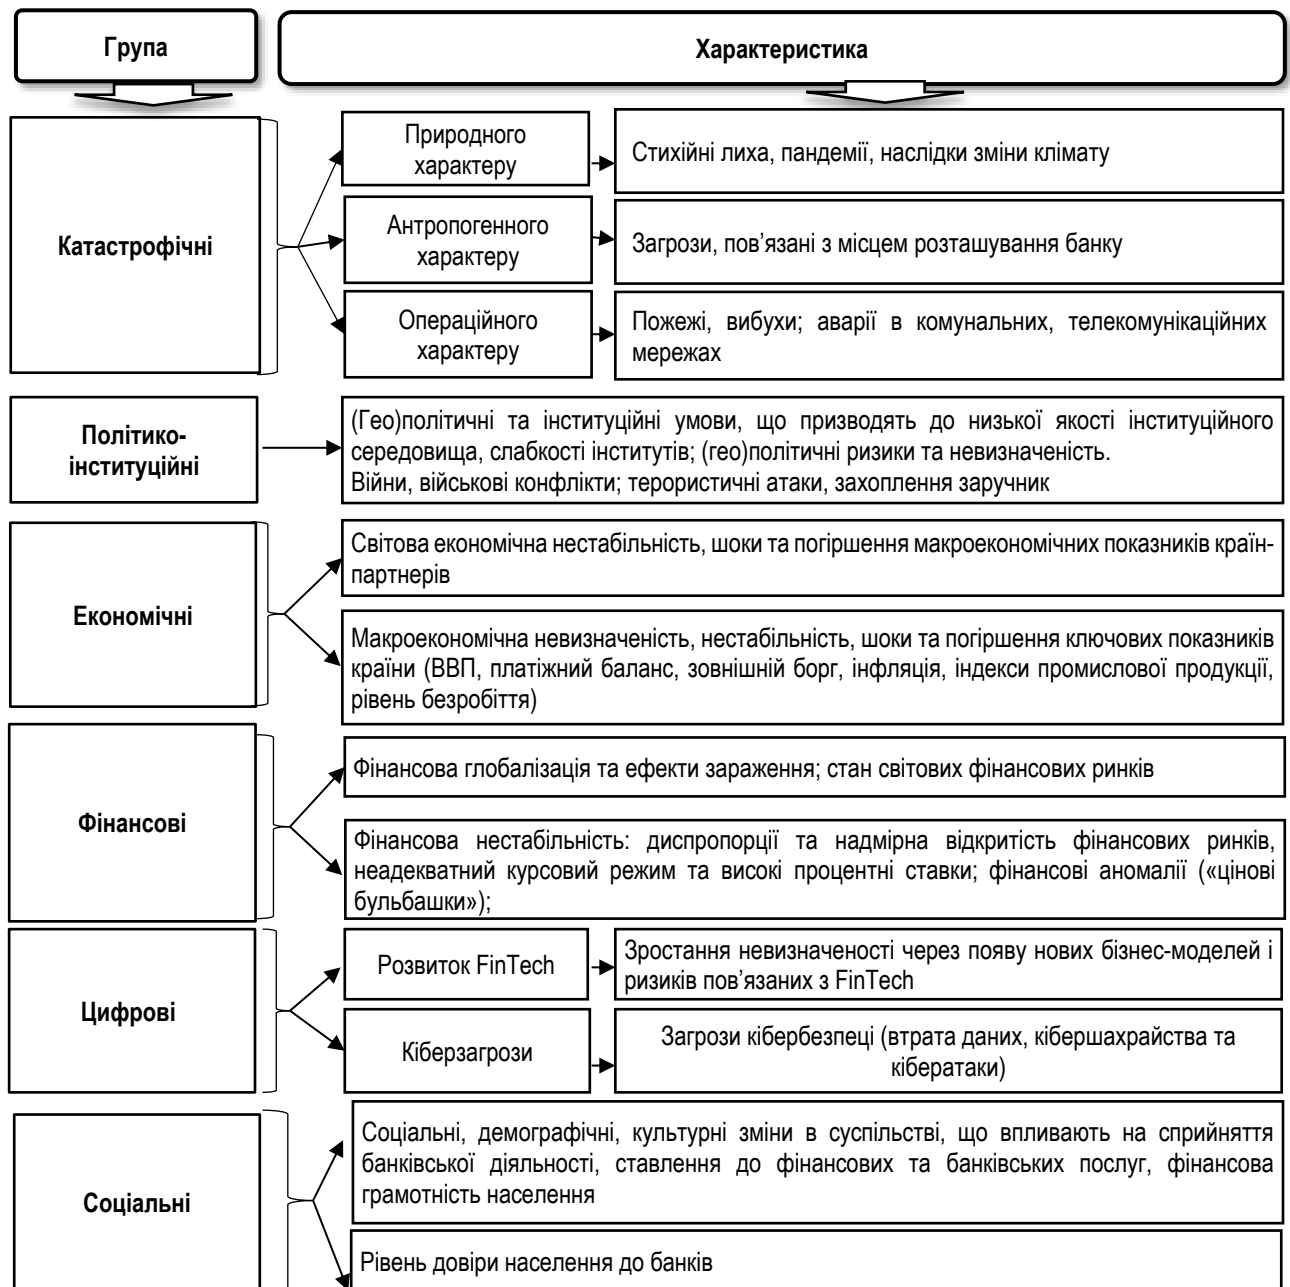 Група
Характеристика
Катастрофічні
Природного
характеру
Стихійні лиха, пандемії, наслідки зміни клімату
Антропогенного
характеру
Загрози, пов’язані з місцем розташування банку
Операційного
характеру
Пожежі, вибухи; аварії в комунальних, телекомунікаційних
мережах
Політико-
інституційні
(Гео)політичні та інституційні умови, що призводять до низької якості інституційного
середовища, слабкості інститутів; (гео)політичні ризики та невизначеність.
Війни, військові конфлікти; терористичні атаки, захоплення заручник
Економічні
Світова економічна нестабільність, шоки та погіршення макроекономічних показників країн-
партнерів
Макроекономічна невизначеність, нестабільність, шоки та погіршення ключових показників
країни (ВВП, платіжний баланс, зовнішній борг, інфляція, індекси промислової продукції,
рівень безробіття)
Фінансові
Фінансова глобалізація та ефекти зараження; стан світових фінансових ринків
Фінансова нестабільність: диспропорції та надмірна відкритість фінансових ринків,
неадекватний курсовий режим та високі процентні ставки; фінансові аномалії («цінові
бульбашки»);
Цифрові
Розвиток FinTech
Зростання невизначеності через появу нових бізнес-моделей і
ризиків пов’язаних з FinTech
Кіберзагрози
Загрози кібербезпеці (втрата даних, кібершахрайства та
кібератаки)
Соціальні
Соціальні, демографічні, культурні зміни в суспільстві, що впливають на сприйняття
банківської діяльності, ставлення до фінансових та банківських послуг, фінансова
грамотність населення
Рівень довіри населення до банків